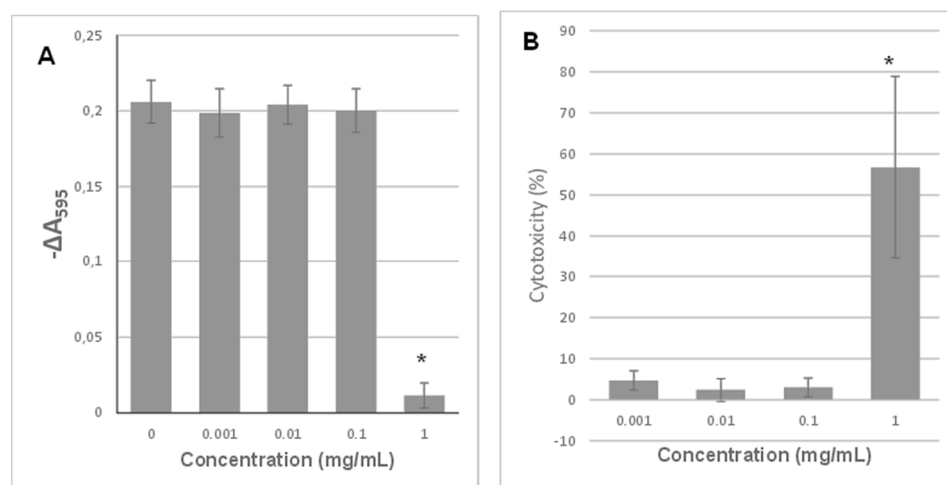 A
0,25
0,2
0,15
0,1
0,05
0
-ΔA595
*
0 0.001 0.01 0.1 1
Concentration (mg/mL)
B
90
80
70
60
50
40
30
20
10
0
-10
Cytotoxicity (%)
*
0.001 0.01 0.1 1
Concentration (mg/mL)